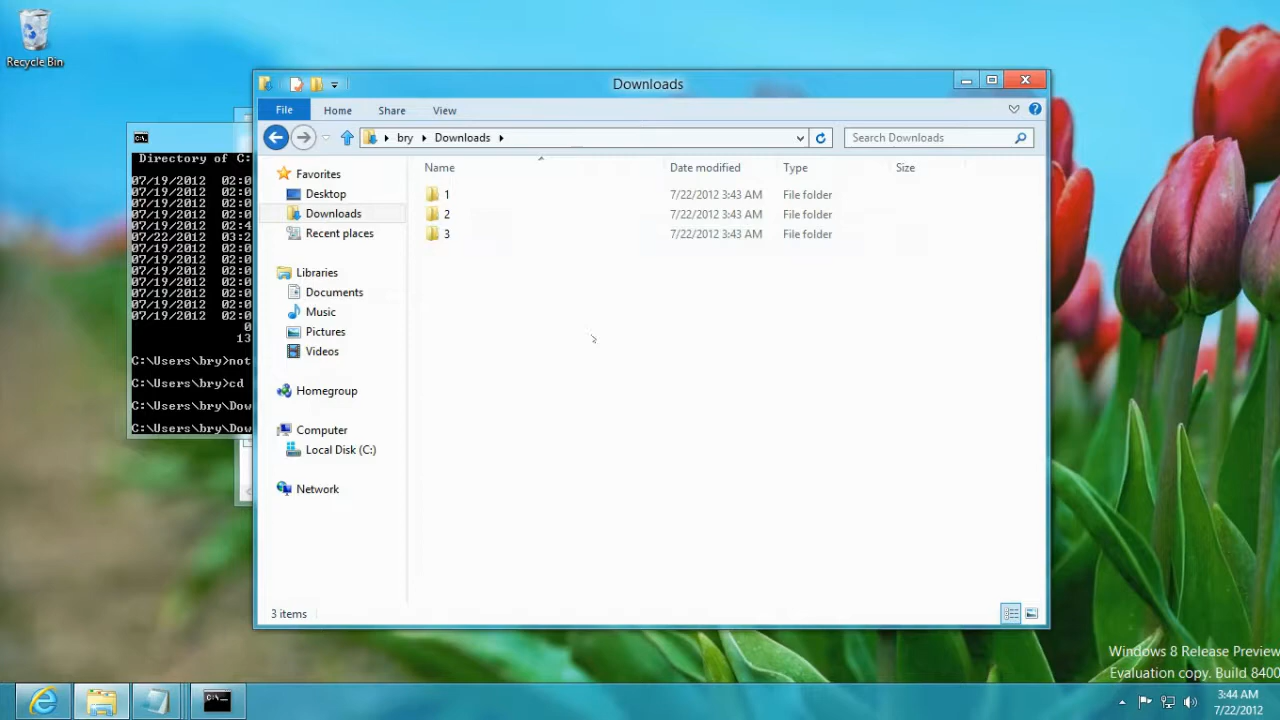 Recycle Bin
Downloads
File Home Share View
bry Downloads
Search Downloads
Name Date modified Type Size
1 7/22/2012 3:43 AM File folder
2 7/22/2012 3:43 AM File folder
3 7/22/2012 3:43 AM File folder
Favorites
Desktop
Downloads
Recent places
Libraries
Documents
Music
Pictures
Videos
Homegroup
Computer
Local Disk (C:)
Network
3 items
C:\.
Directory of C:
07/19/2012 02:0
07/19/2012 02:0
07/19/2012 02:0
07/19/2012 02:0
07/19/2012 02:4
07/22/2012 03:2
07/19/2012 02:0
07/19/2012 02:0
07/19/2012 02:0
07/19/2012 02:0
07/19/2012 02:0
07/19/2012 02:0
07/19/2012 02:0
0
13
C:\Users\bry>not
C:\Users\bry>cd
C:\Users\bry\Dow
C:\Users\bry\Dow
Windows 8 Release Preview
Evaluation copy. Build 8400
3:44 AM
7/22/2012